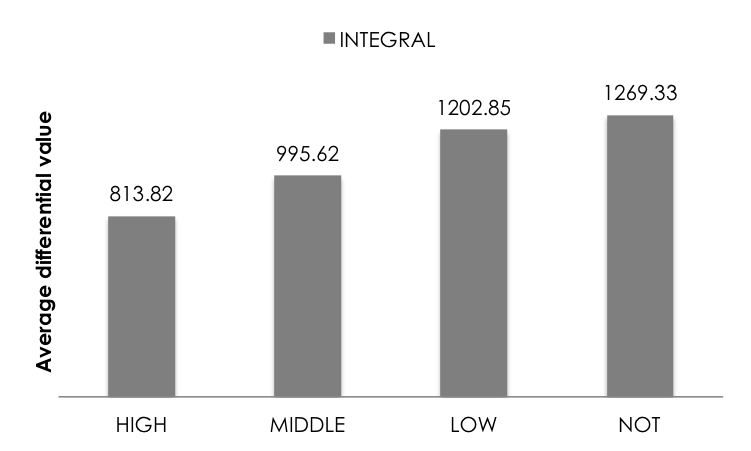 INTEGRAL
Average differential value
813.82
995.62
1202.85
1269.33
HIGH
MIDDLE
LOW
NOT